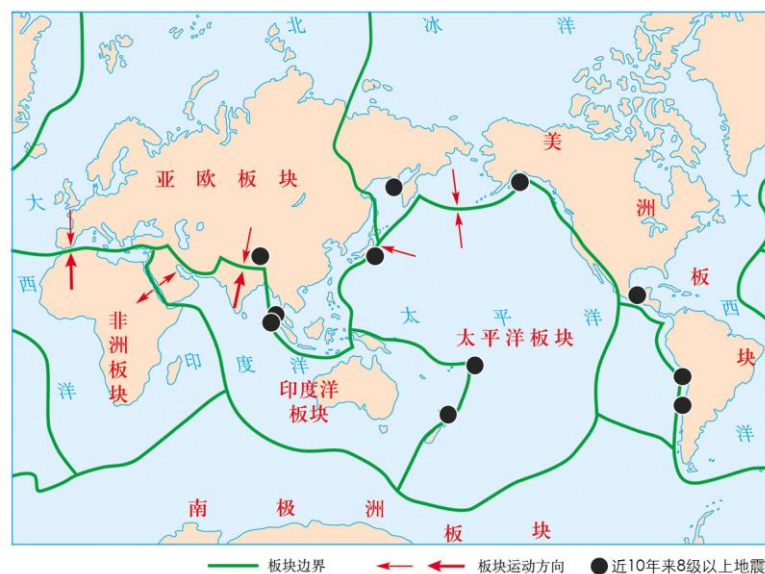 北冰洋
亚欧板块
美洲板块
大西洋
大西洋
非洲板块
印度洋
太平洋
太平洋板块
印度洋
板块
南极洲板块
板块边界
板块运动方向
近10年来8级以上地震